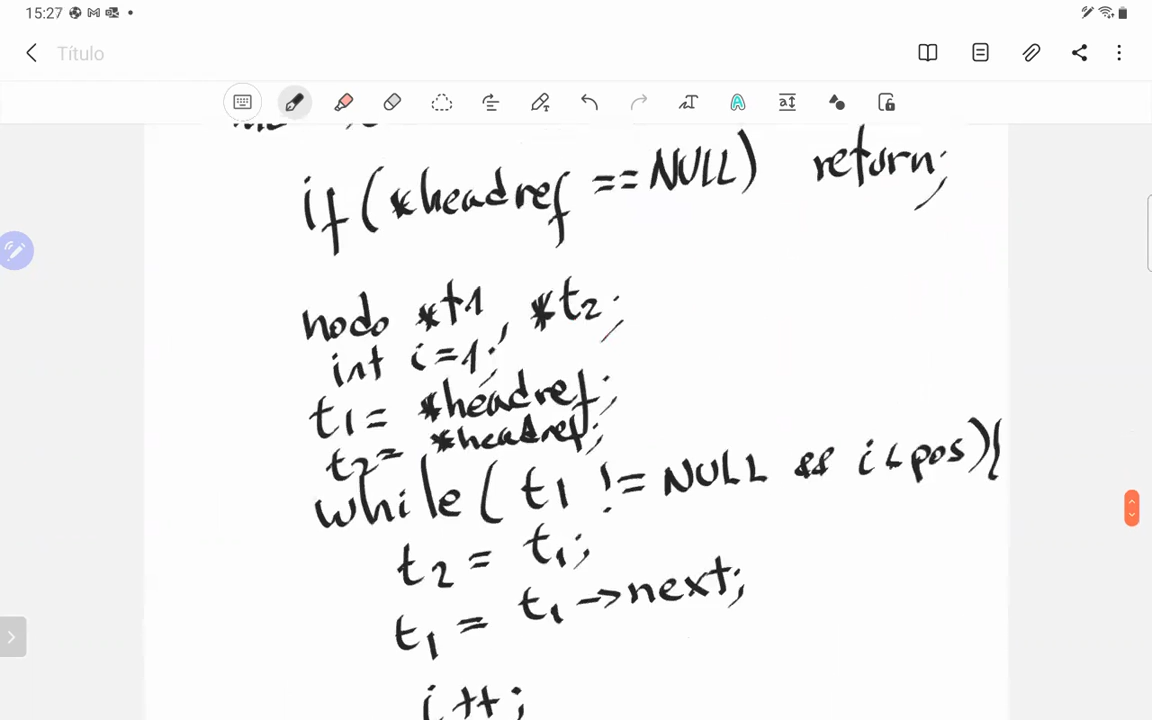 15:27
Título
if(*headref ==NULL) return;
nodo *t1, *t2;
int i=1;
t1= *headref;
t2= *headref;
while( t1 != NULL && i<pos){
t2 = t1;
t1 = t1->next;
i++;